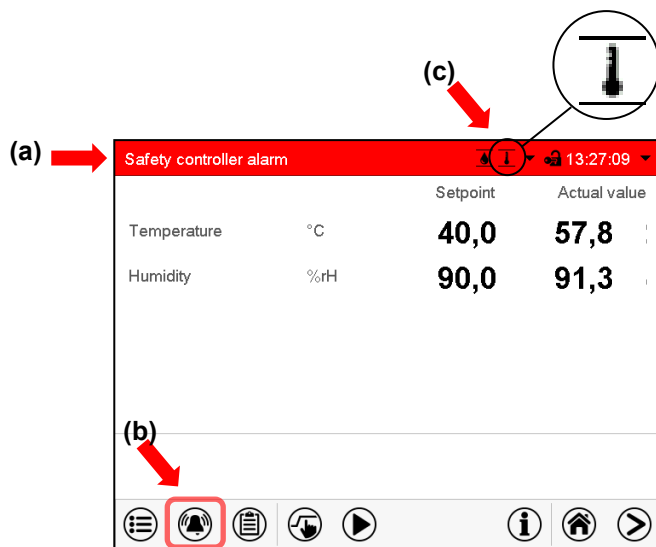 (c)
(a)
Safety controller alarm 13:27:09
Setpoint Actual value
Temperature °C 40,0 57,8
Humidity %rH 90,0 91,3
(b)